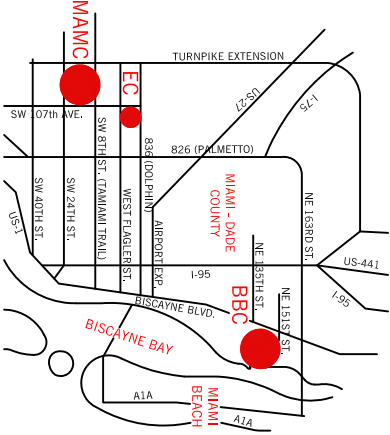 MAMC
EC
TURNPIKE EXTENSION
US-27
I-75
SW 107th AVE.
826 (PALMETTO)
836 (DOLPHIN)
SW 8TH ST. (TAMIAMI TRAIL)
SW 40TH ST.
SW 24TH ST.
WEST FLAGLER ST.
AIRPORT EXP.
MIAMI - DADE
COUNTY
NE 163RD ST.
US-1
NE 135TH ST.
I-95
US-441
BBC
NE 151ST ST.
I-95
BISCAYNE BLVD.
BISCAYNE BAY
A1A
MIAMI
BEACH
A1A